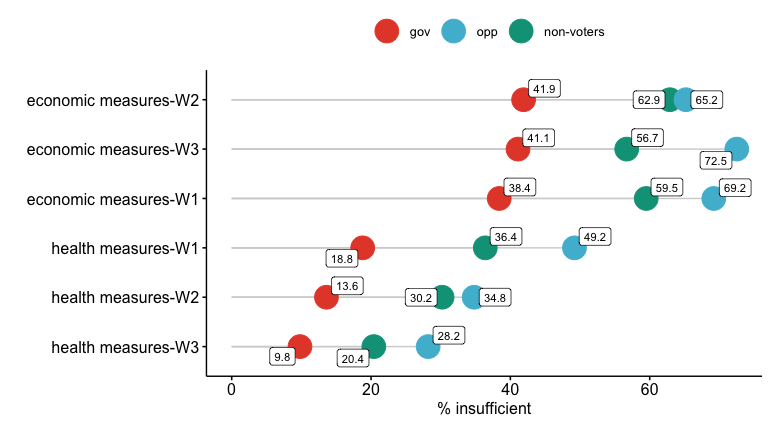 gov opp non-voters
economic measures-W2 41.9 62.9 65.2
economic measures-W3 41.1 56.7 72.5
economic measures-W1 38.4 59.5 69.2
health measures-W1 18.8 36.4 49.2
health measures-W2 13.6 30.2 34.8
health measures-W3 9.8 20.4 28.2
0 20 40 60
% insufficient